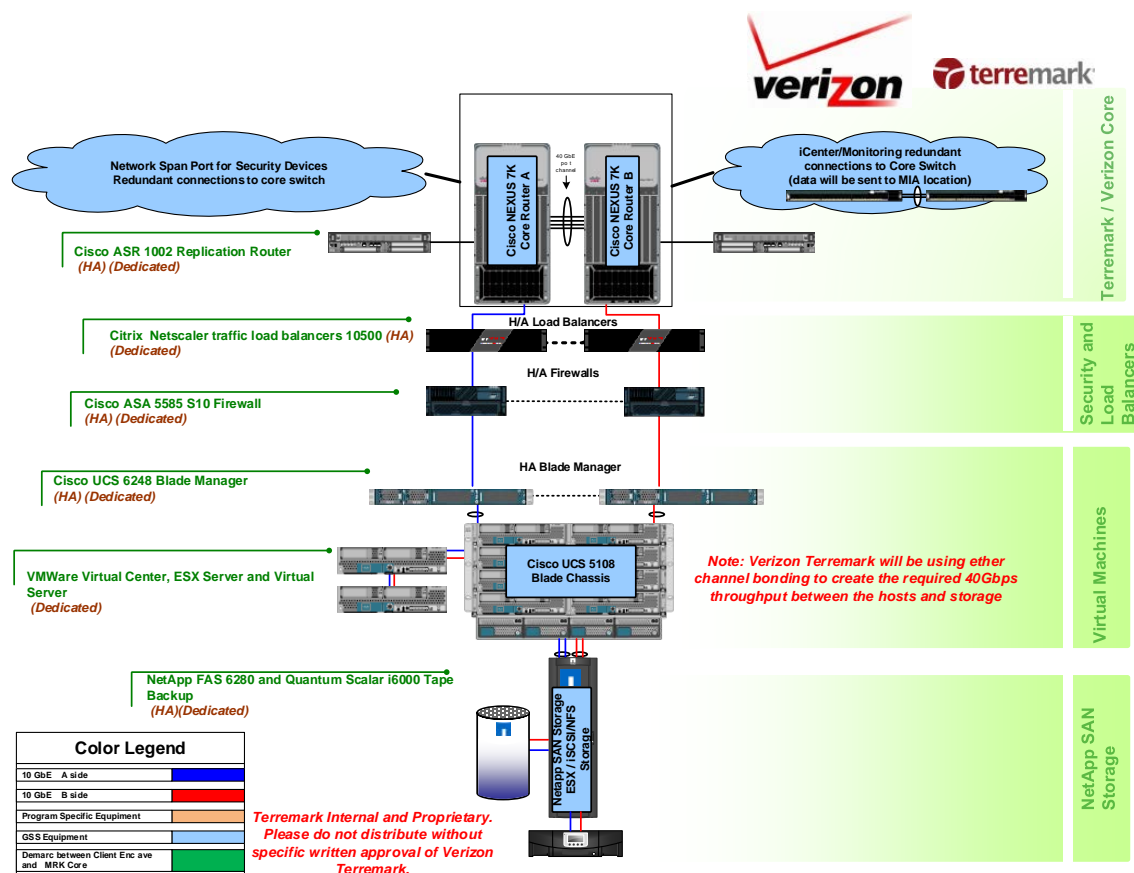 verizon
terremark
Network Span Port for Security Devices
Redundant connections to core switch
Cisco NEXUS 7K
Core Router A
40 GbE
po t
channel
Cisco NEXUS 7K
Core Router B
iCenter/Monitoring redundant
connections to Core Switch
(data will be sent to MIA location)
Terremark / Verizon Core
Cisco ASR 1002 Replication Router
(HA) (Dedicated)
H/A Load Balancers
Citrix Netscaler traffic load balancers 10500 (HA)
(Dedicated)
H/A Firewalls
Security and
Load
Balancers
Cisco ASA 5585 S10 Firewall
(HA) (Dedicated)
HA Blade Manager
Cisco UCS 6248 Blade Manager
(HA) (Dedicated)
Cisco UCS 5108
Blade Chassis
Note: Verizon Terremark will be using ether
channel bonding to create the required 40Gbps
throughput between the hosts and storage
Virtual Machines
VMWare Virtual Center, ESX Server and Virtual
Server
(Dedicated)
NetApp FAS 6280 and Quantum Scalar i6000 Tape
Backup
(HA)(Dedicated)
Netapp SAN Storage
ESX / iSCSI/NFS
Storage
NetApp SAN
Storage
Color Legend
10 GbE A side
10 GbE B side
Program Specific Equpiment
GSS Equipment
Demarc between Client Enc ave
and MRK Core
Terremark Internal and Proprietary.
Please do not distribute without
specific written approval of Verizon
Terremark.